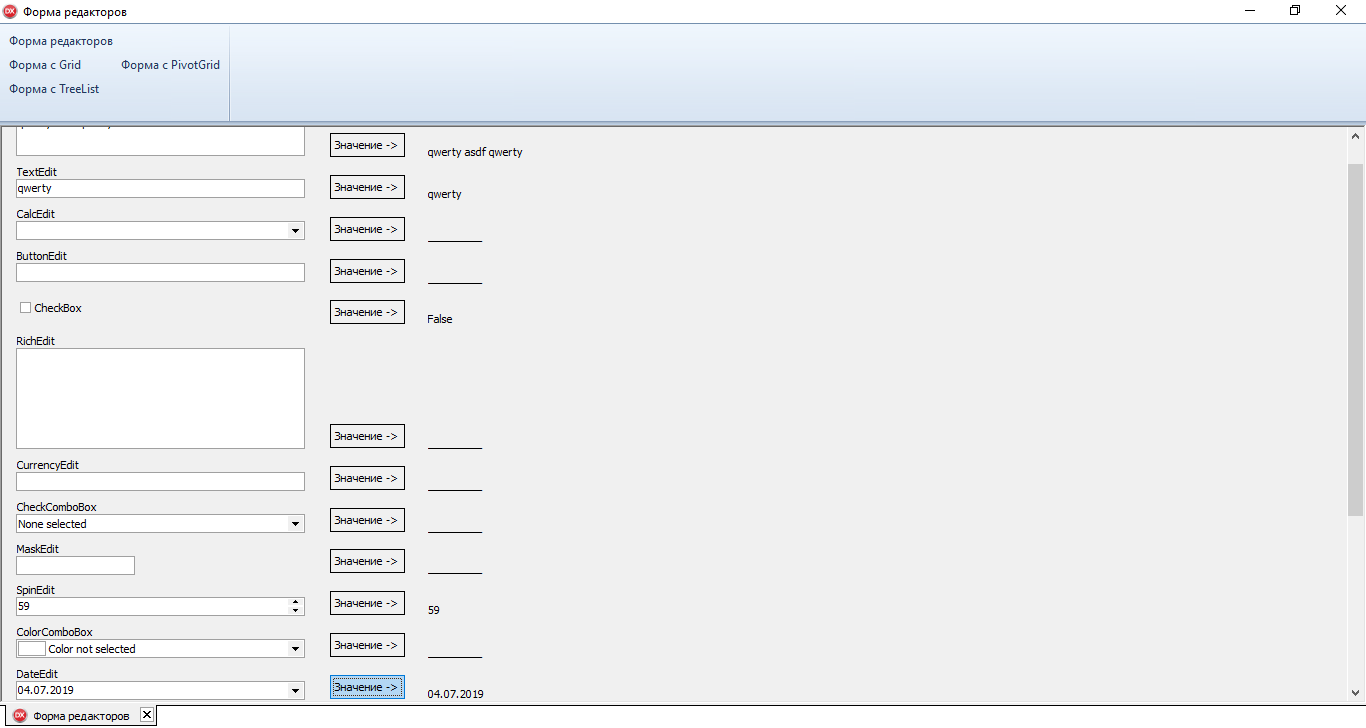 Форма редакторов
Форма редакторов
Форма с Grid Форма с PivotGrid
Форма с TreeList
Значение -> qwerty asdf qwerty
TextEdit
qwerty Значение -> qwerty
CalcEdit
Значение ->
ButtonEdit
Значение ->
CheckBox Значение -> False
RichEdit
Значение ->
CurrencyEdit
Значение ->
CheckComboBox
None selected Значение ->
MaskEdit
Значение ->
SpinEdit
59 Значение -> 59
ColorComboBox
Color not selected Значение ->
DateEdit
04.07.2019 Значение -> 04.07.2019
DX Форма редакторов